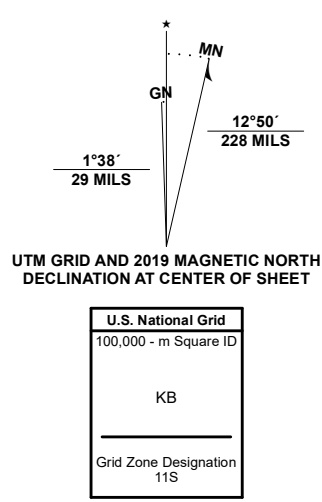 ★
MN
GN
12°50´
228 MILS
1°38´
29 MILS
UTM GRID AND 2019 MAGNETIC NORTH
DECLINATION AT CENTER OF SHEET
U.S. National Grid
100,000 - m Square ID
KB
Grid Zone Designation
11S